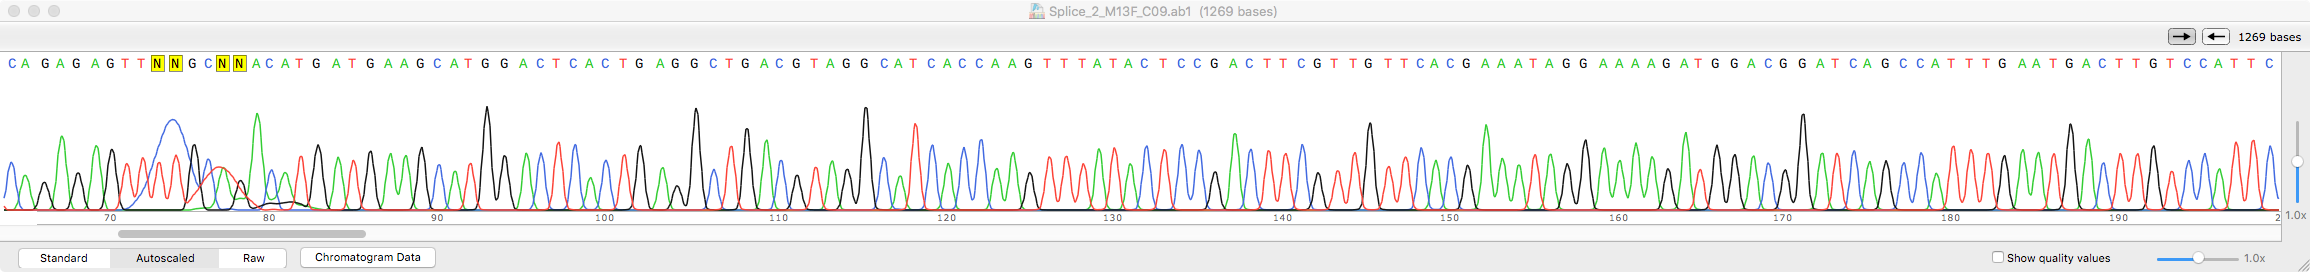 Splice_2_M13F_C09.ab1 (1269 bases)
1269 bases
CAGAGAGTTNNGCNNACATGATGAAGCATGGACTCACTGAGGCTGACGTAGGCATCACCAAGTTTATACTCCGACTTCGTTGTTCACGAAATAGGAAAAGATGGACGGATCAGCCATTTGAATGACTTGTCCATTC
70 80 90 100 110 120 130 140 150 160 170 180 190 2
1.0x
Standard Autoscaled Raw Chromatogram Data Show quality values 1.0x